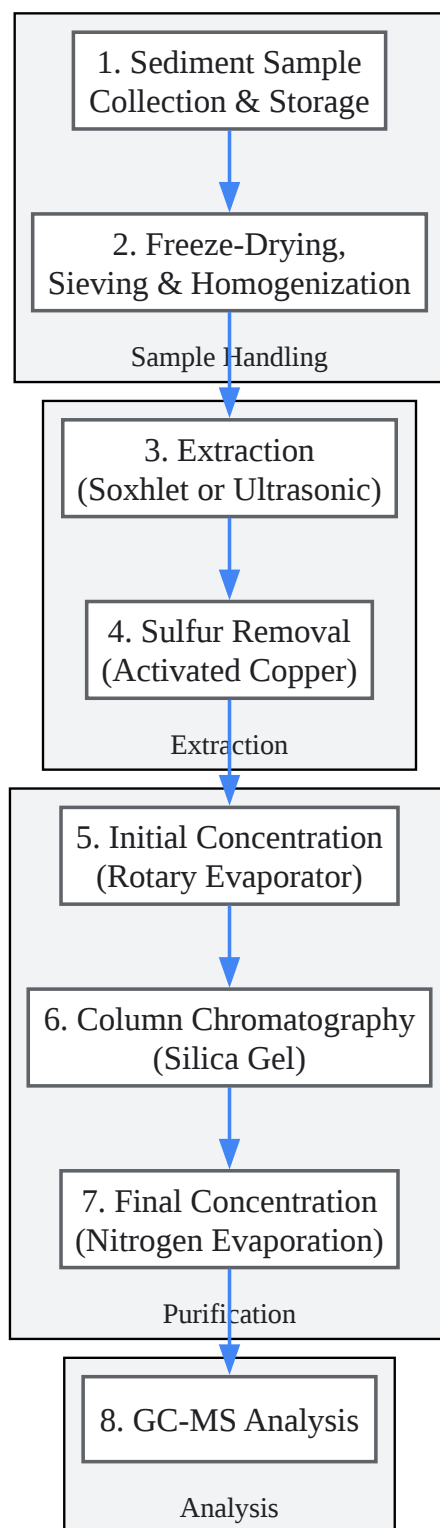 1. Sediment Sample
Collection & Storage
2. Freeze-Drying,
Sieving & Homogenization
Sample Handling
3. Extraction
(Soxhlet or Ultrasonic)
4. Sulfur Removal
(Activated Copper)
Extraction
5. Initial Concentration
(Rotary Evaporator)
6. Column Chromatography
(Silica Gel)
7. Final Concentration
(Nitrogen Evaporation)
Purification
8. GC-MS Analysis
Analysis